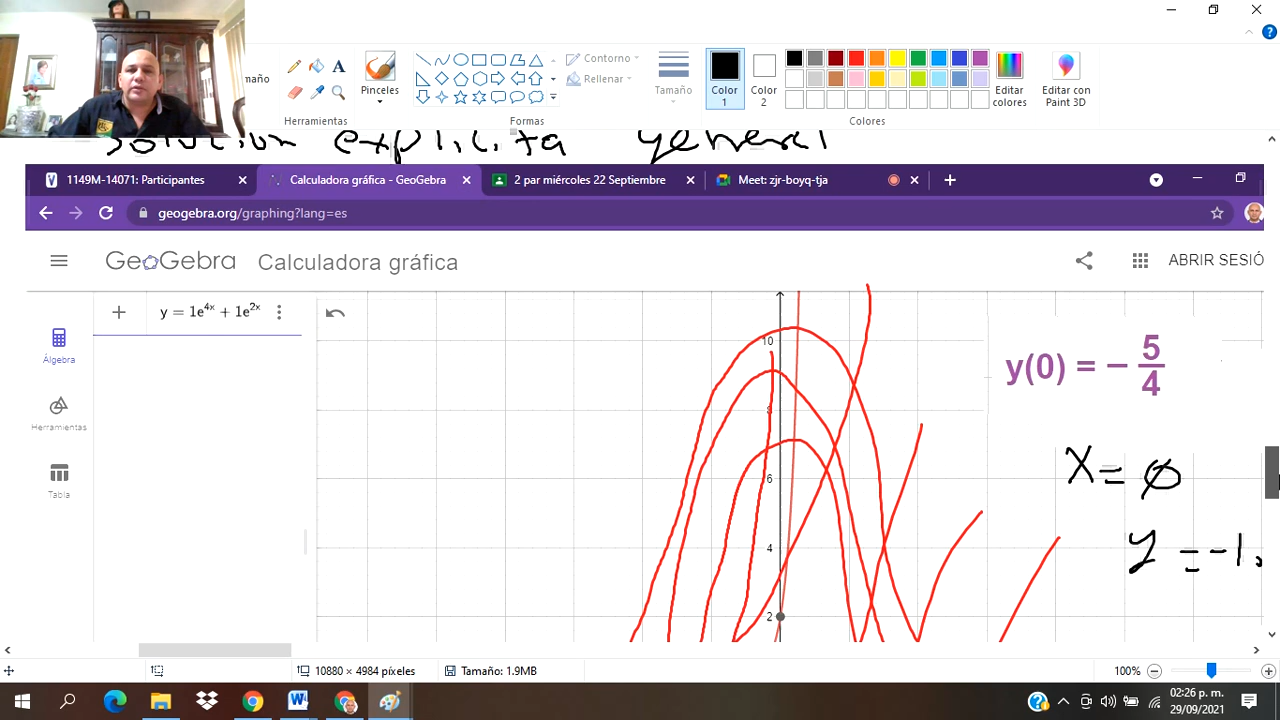 maño
Pinceles
Herramientas
Formas
Contorno
Rellenar
Tamaño
Color 1
Color 2
Editar colores
Editar con Paint 3D
Colores
solución explícita general
1149M-14071: Participantes
Calculadora gráfica - GeoGebra
2 par miércoles 22 Septiembre
Meet: zjr-boyq-tja
geogebra.org/graphing?lang=es
GeoGebra Calculadora gráfica
ABRIR SESIÓ
y = 1e^4x + 1e^2x
Álgebra
Herramientas
Tabla
10
8
6
4
2
y(0) = − 5/4
X = ø
y = -1.
10880 × 4984 píxeles
Tamaño: 1.9MB
100%
02:26 p. m.
29/09/2021